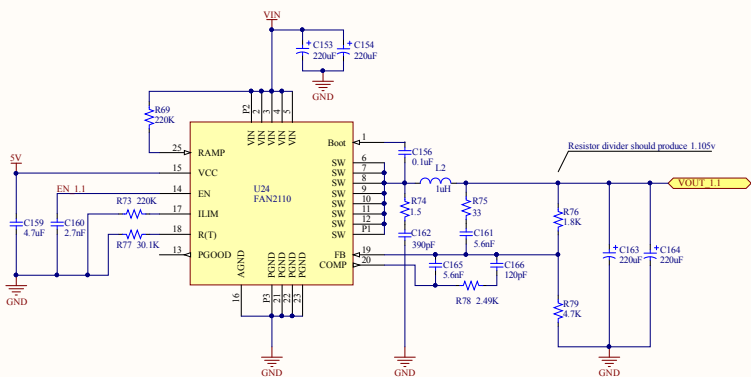 VIN
C153
220uF
C154
220uF
GND
R69
220K
P2
2
3
4
5
VIN
VIN
VIN
VIN
VIN
25
RAMP
5V
15
VCC
EN_1.1
14
EN
R73 220K
17
ILIM
R77 30.1K
18
R(T)
13
PGOOD
U24
FAN2110
Boot
1
SW
6
SW
7
SW
8
SW
9
SW
10
SW
11
SW
12
SW
P1
FB
19
COMP
20
AGND
PGND
PGND
PGND
PGND
16
P3
21
22
23
GND
C159
4.7uF
C160
2.7nF
GND
C156
0.1uF
L2
1uH
R74
1.5
C162
390pF
GND
R75
33
C161
5.6nF
C165
5.6nF
C166
120pF
R78 2.49K
Resistor divider should produce 1.105v
VOUT_1.1
R76
1.8K
R79
4.7K
C163
220uF
C164
220uF
GND